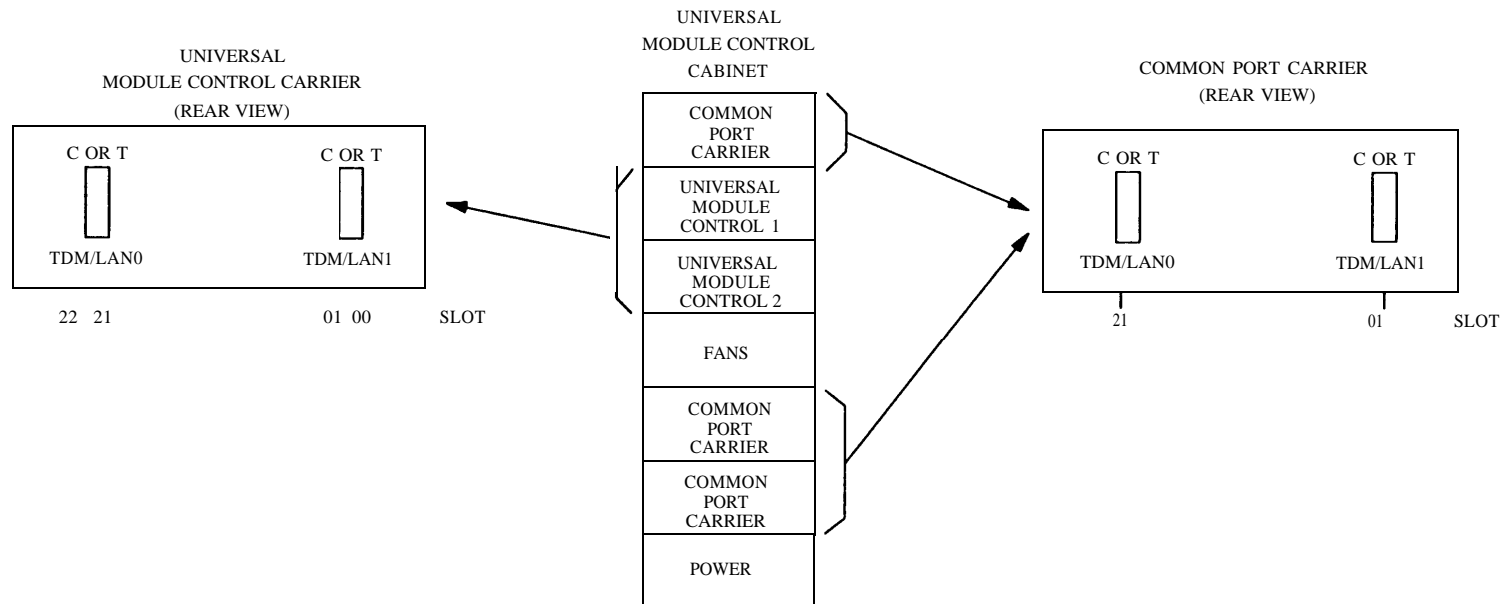 UNIVERSAL
MODULE CONTROL CARRIER
(REAR VIEW)
C OR T
C OR T
TDM/LAN0
TDM/LAN1
22 21
01 00
SLOT
UNIVERSAL
MODULE CONTROL
CABINET
COMMON
PORT
CARRIER
UNIVERSAL
MODULE
CONTROL 1
UNIVERSAL
MODULE
CONTROL 2
FANS
COMMON
PORT
CARRIER
COMMON
PORT
CARRIER
POWER
COMMON PORT CARRIER
(REAR VIEW)
C OR T
C OR T
TDM/LAN0
TDM/LAN1
21
01
SLOT